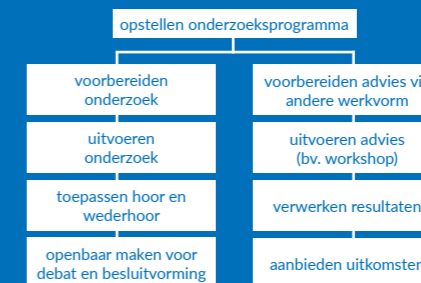 opstellen onderzoeksprogramma
voorbereiden
onderzoek
uitvoeren
onderzoek
toepassen hoor en
wederhoor
openbaar maken voor
debat en besluitvorming
voorbereiden advies vi
andere werkvorm
uitvoeren advies
(bv. workshop)
verwerken resultaten
aanbieden uitkomsten